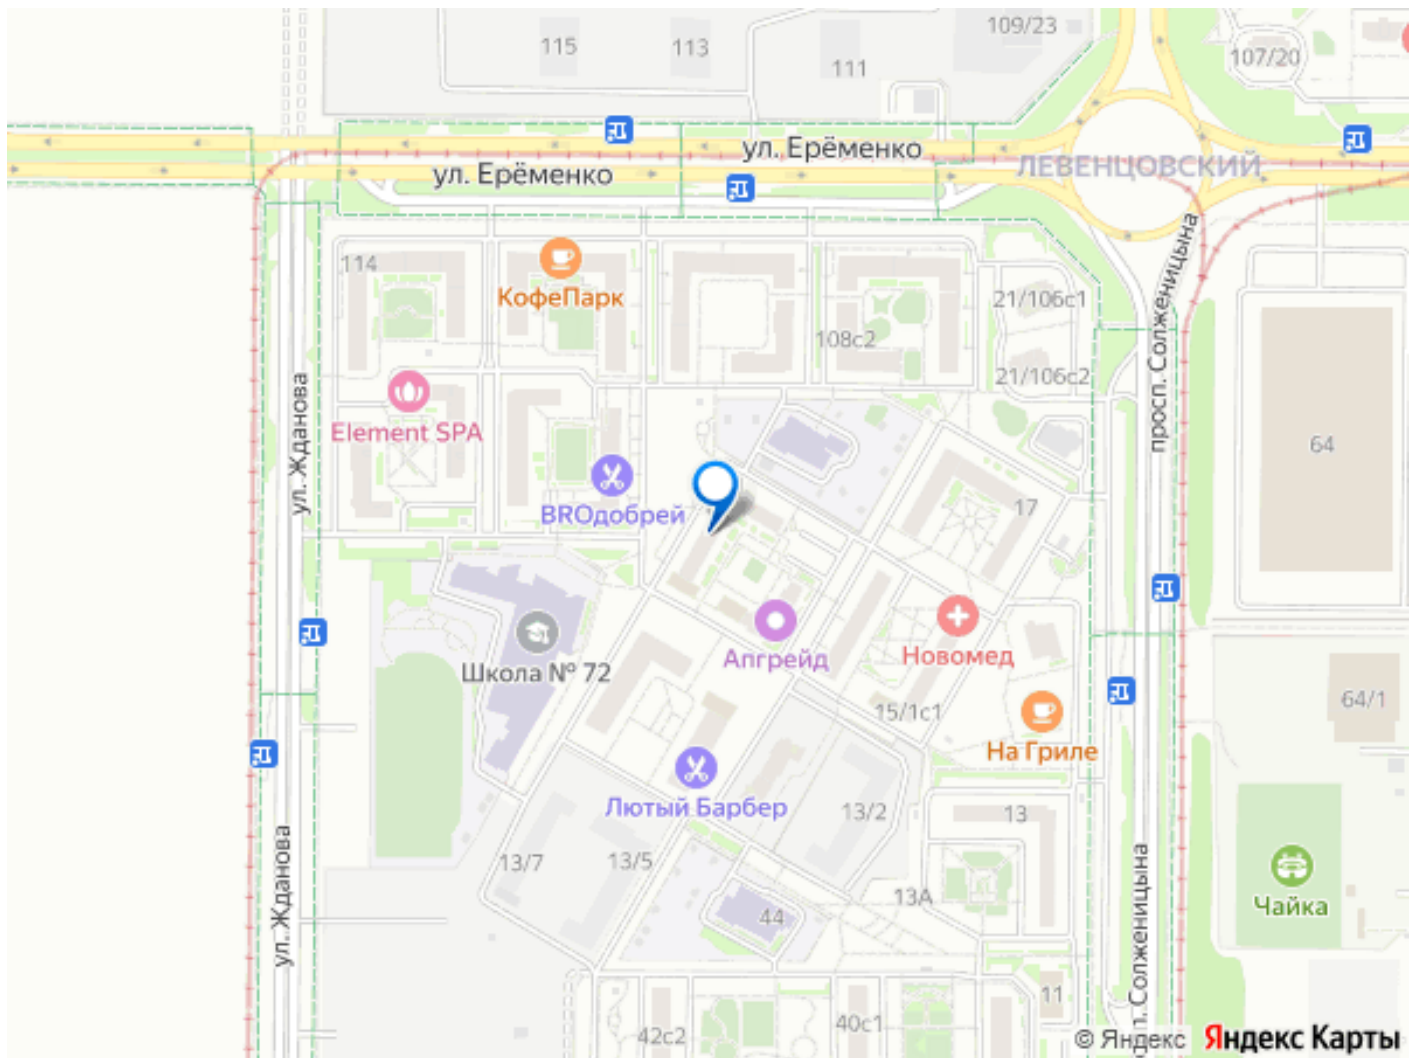 115
113
111
109/23
107/20
ул. Ерёменко
ул. Ерёменко
ЛЕВЕНЦОВСКИЙ
114
КофеПарк
108с2
21/106с1
21/106с2
просп. Солженицына
ул. Жданова
Element SPA
64
BROдобрей
17
Школа № 72
Апгрейд
Новомед
64/1
15/1с1
На Гриле
Лютый Барбер
13/2
13
13/7
13/5
13А
44
Чайка
ул. Жданова
п. Солженицына
11
42с2
40с1
© Яндекс Яндекс Карты